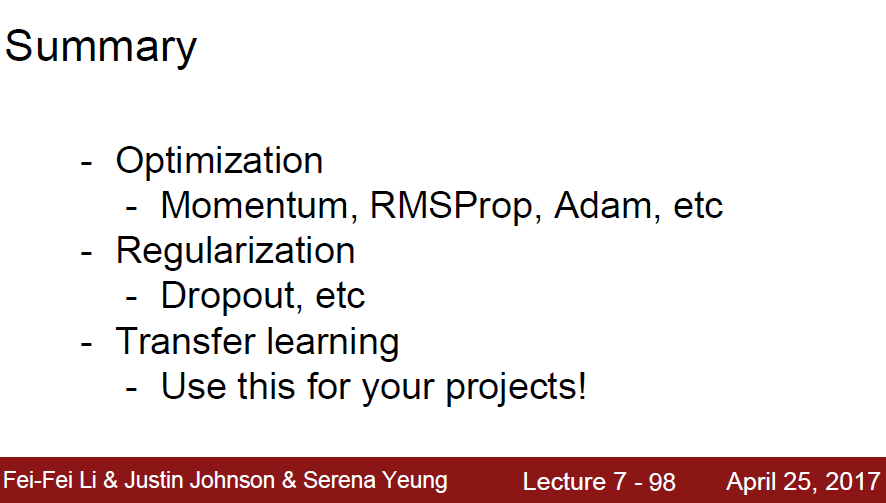 Summary
- Optimization
- Momentum, RMSProp, Adam, etc
- Regularization
- Dropout, etc
- Transfer learning
- Use this for your projects!
Fei-Fei Li & Justin Johnson & Serena Yeung Lecture 7 - 98 April 25, 2017